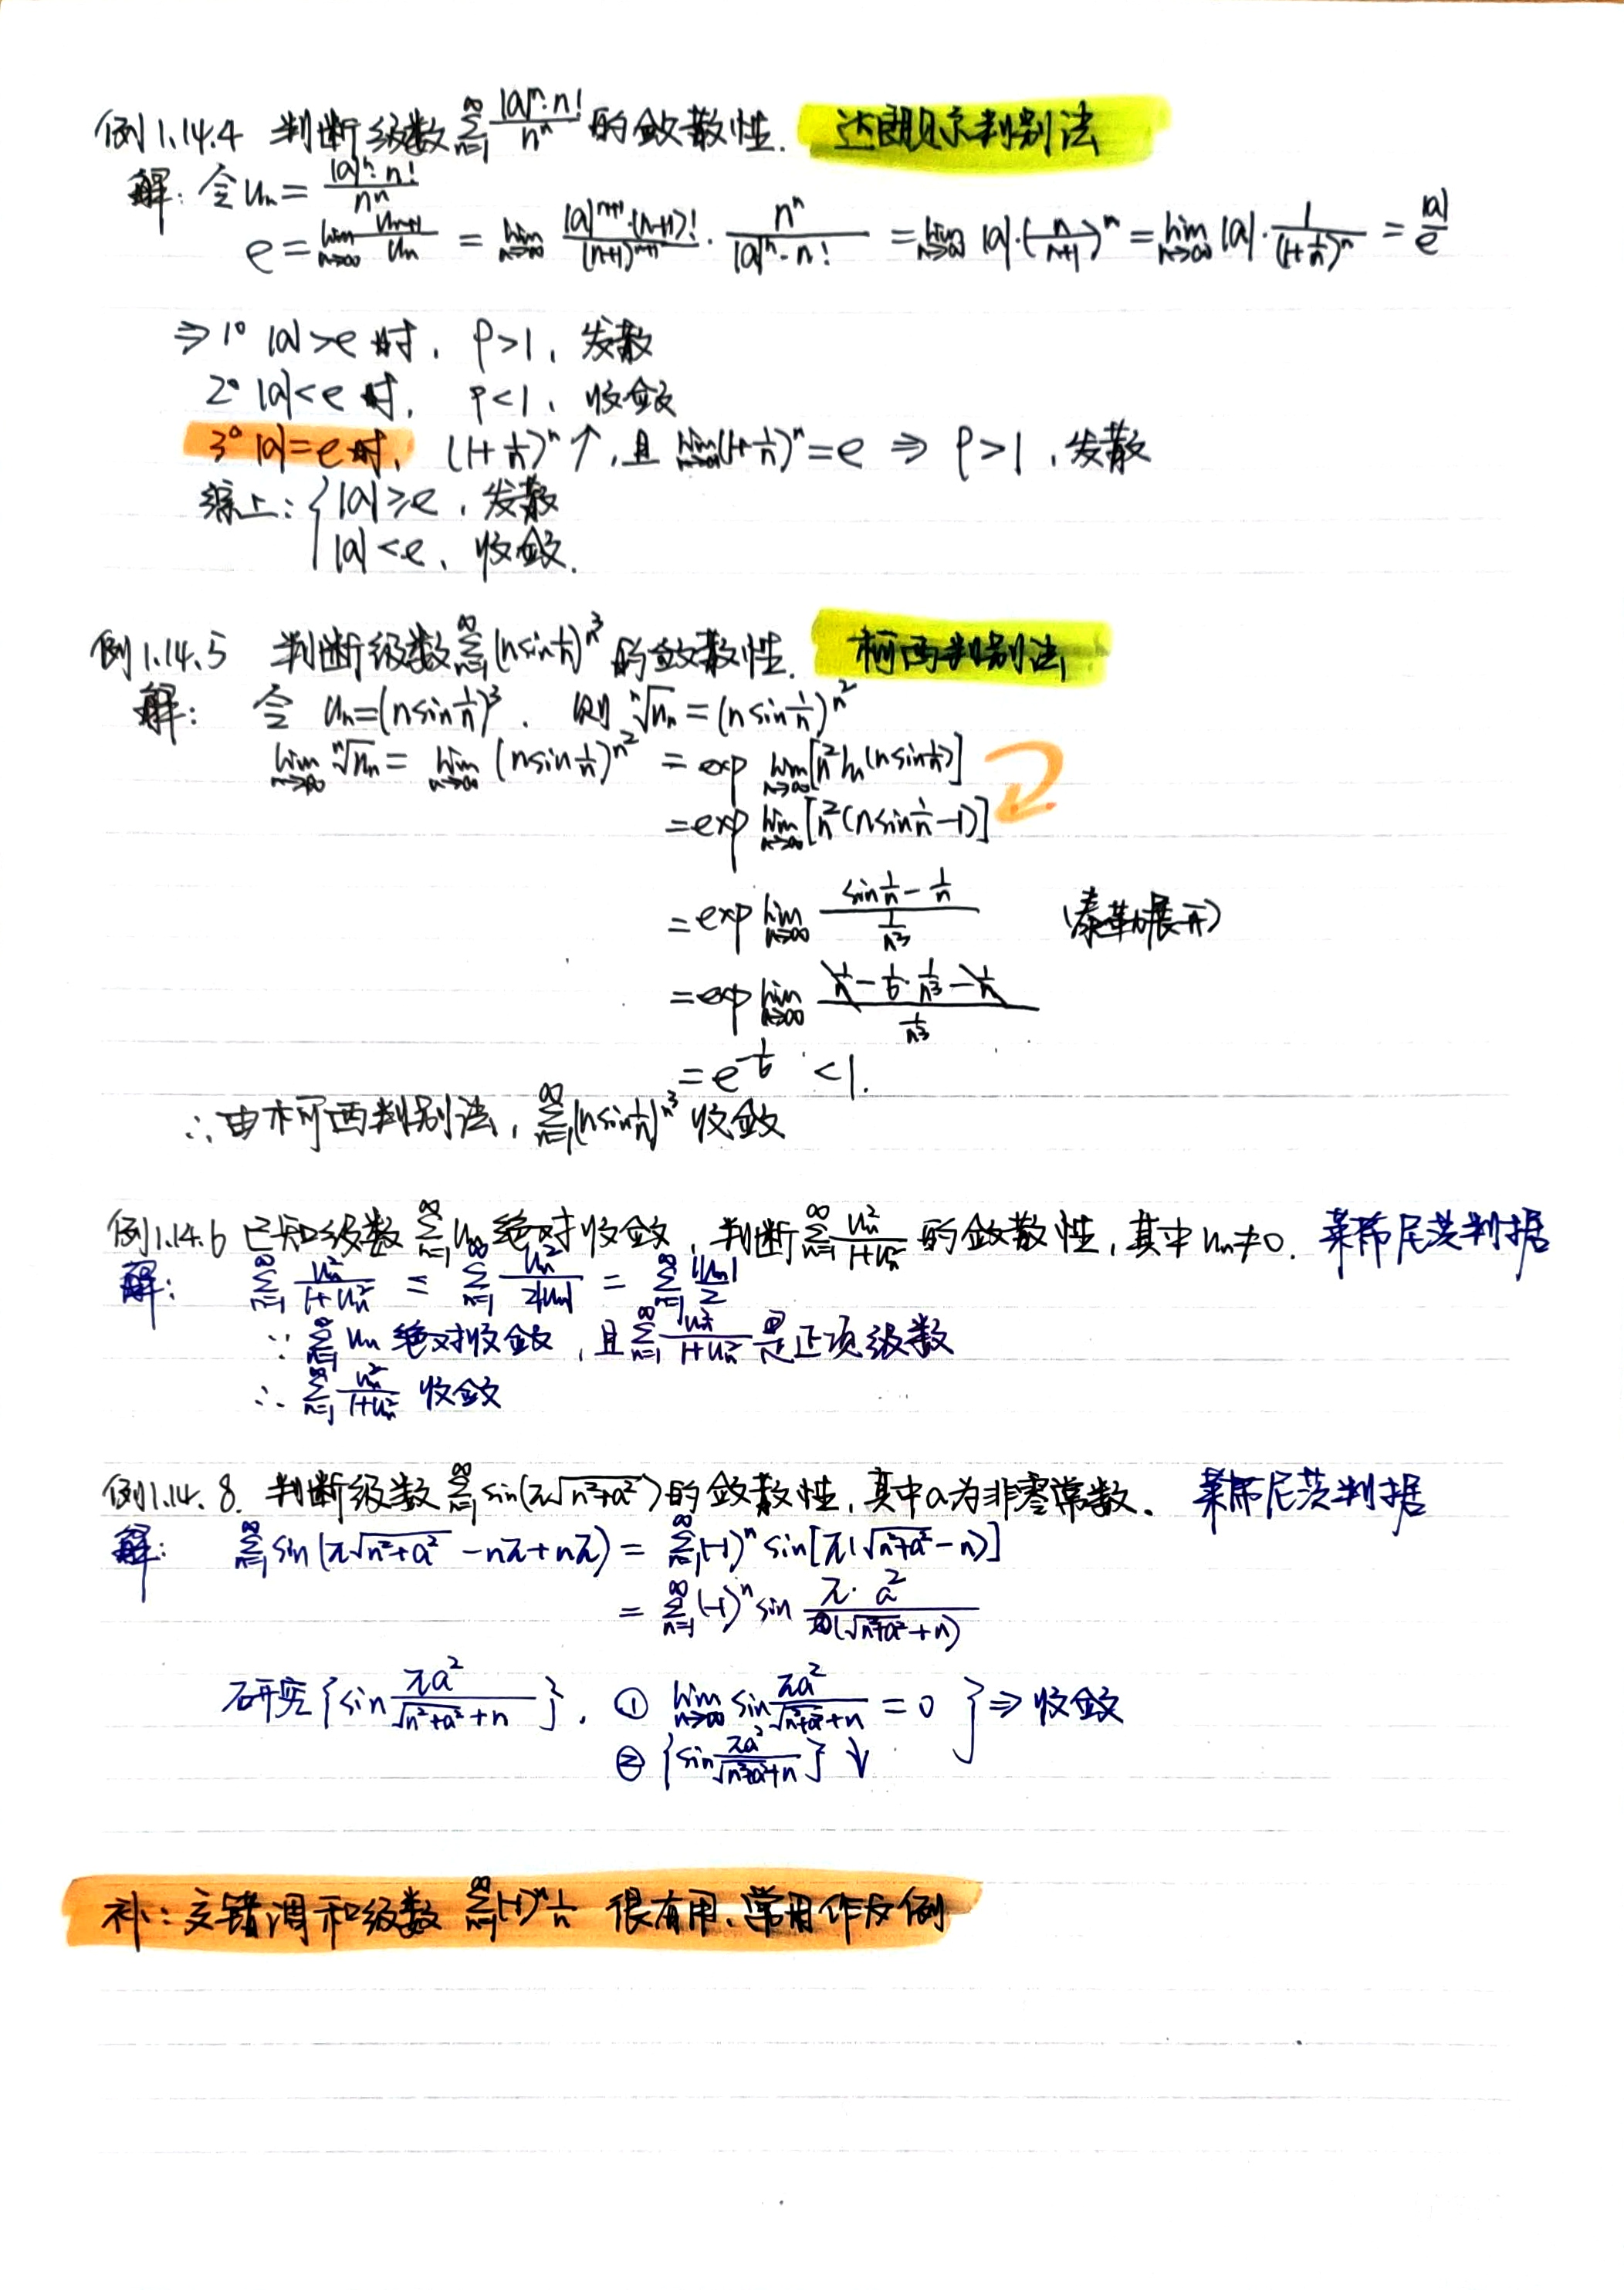 例1.14.4 判断级数 $\sum_{n=1}^{\infty}\frac{|a|^n \cdot n!}{n^n}$ 的敛散性. 达朗贝尔判别法
解: 令 $u_n=\frac{|a|^n \cdot n!}{n^n}$
$e=\lim_{n\to\infty}\frac{u_{n+1}}{u_n}=\lim_{n\to\infty}\frac{|a|^{n+1}\cdot(n+1)!}{(n+1)^{n+1}}\cdot\frac{n^n}{|a|^n\cdot n!}=\lim_{n\to\infty}|a|\cdot(\frac{n}{n+1})^n=\lim_{n\to\infty}|a|\cdot\frac{1}{(1+\frac{1}{n})^n}=\frac{|a|}{e}$
⇒ 1° |a|>e 时, ρ>1, 发散
2° |a|<e 时, ρ<1, 收敛
3° |a|=e 时, $(1+\frac{1}{n})^n$ ↑, 且 $\lim_{n\to\infty}(1+\frac{1}{n})^n=e$ ⇒ ρ>1, 发散
综上: { |a|≥e, 发散
|a|<e, 收敛.
例1.14.5 判断级数 $\sum_{n=1}^{\infty}(n\sin\frac{1}{n})^{n^3}$ 的敛散性. 柯西判别法
解: 令 $u_n=(n\sin\frac{1}{n})^3$. 则 $\sqrt[n]{u_n}=(n\sin\frac{1}{n})^{n^2}$
$\lim_{n\to\infty}\sqrt[n]{u_n}=\lim_{n\to\infty}(n\sin\frac{1}{n})^{n^2}=\exp\lim_{n\to\infty}[n^2\ln(n\sin\frac{1}{n})]$
$=\exp\lim_{n\to\infty}[n^2(n\sin\frac{1}{n}-1)]$
$=\exp\lim_{n\to\infty}\frac{\sin\frac{1}{n}-\frac{1}{n}}{\frac{1}{n^3}}$ (泰勒展开)
$=\exp\lim_{n\to\infty}\frac{\frac{1}{n}-\frac{1}{6}\cdot\frac{1}{n^3}-\frac{1}{n}}{\frac{1}{n^3}}$
$=e^{-\frac{1}{6}}<1.$
∴由柯西判别法, $\sum_{n=1}^{\infty}(n\sin\frac{1}{n})^{n^3}$ 收敛
例1.14.6 已知级数 $\sum_{n=1}^{\infty}u_n$ 绝对收敛, 判断 $\sum_{n=1}^{\infty}\frac{u_n^2}{1+u_n^2}$ 的敛散性, 其中 $u_n\neq0$. 莱布尼茨判据
解: $\sum_{n=1}^{\infty}\frac{u_n^2}{1+u_n^2}\leq\sum_{n=1}^{\infty}\frac{u_n^2}{2|u_n|}=\sum_{n=1}^{\infty}\frac{|u_n|}{2}$
∵ $\sum_{n=1}^{\infty}u_n$ 绝对收敛, 且 $\sum_{n=1}^{\infty}\frac{u_n^2}{1+u_n^2}$ 是正项级数
∴ $\sum_{n=1}^{\infty}\frac{u_n^2}{1+u_n^2}$ 收敛
例1.14.8. 判断级数 $\sum_{n=1}^{\infty}\sin(\pi\sqrt{n^2+a^2})$ 的敛散性, 其中a为非零常数. 莱布尼茨判据
解: $\sum_{n=1}^{\infty}\sin(\pi\sqrt{n^2+a^2}-n\pi+n\pi)=\sum_{n=1}^{\infty}(-1)^n\sin[\pi(\sqrt{n^2+a^2}-n)]$
$=\sum_{n=1}^{\infty}(-1)^n\sin\frac{\pi\cdot a^2}{(\sqrt{n^2+a^2}+n)}$
研究 $\{\sin\frac{\pi a^2}{\sqrt{n^2+a^2}+n}\}$, ① $\lim_{n\to\infty}\sin\frac{\pi a^2}{\sqrt{n^2+a^2}+n}=0$ } ⇒ 收敛
② $\{\sin\frac{\pi a^2}{\sqrt{n^2+a^2}+n}\}$ ↓
补: 交错调和级数 $\sum_{n=1}^{\infty}(-1)^n\frac{1}{n}$ 很有用、常用作反例